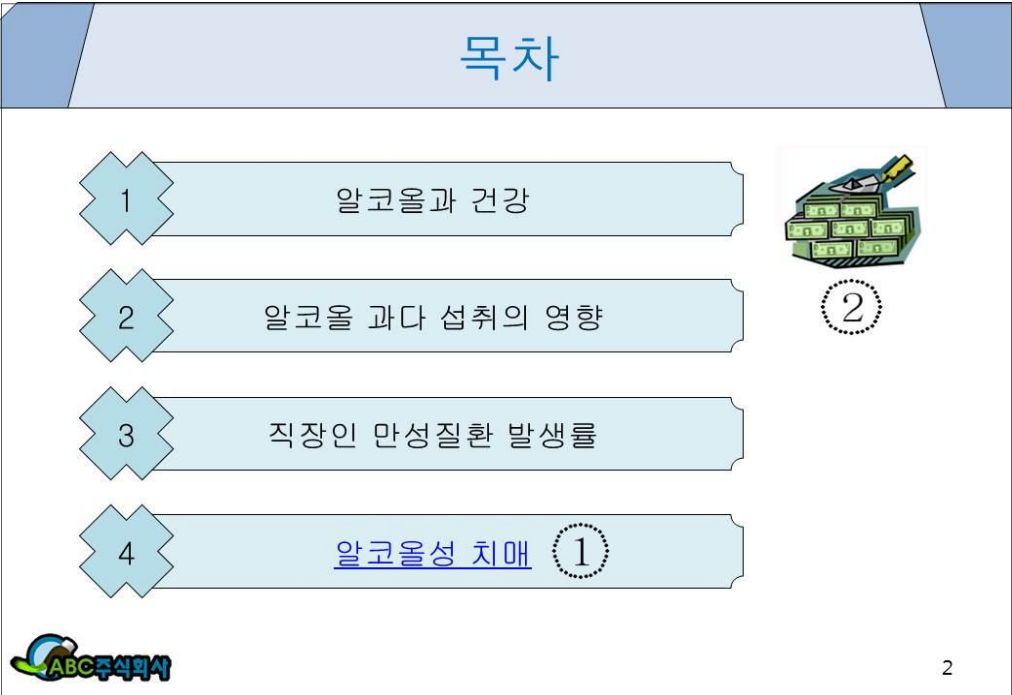 목차
1 알코올과 건강
2 알코올 과다 섭취의 영향
②
3 직장인 만성질환 발생률
4 알코올성 치매 ①
ABC주식회사
2